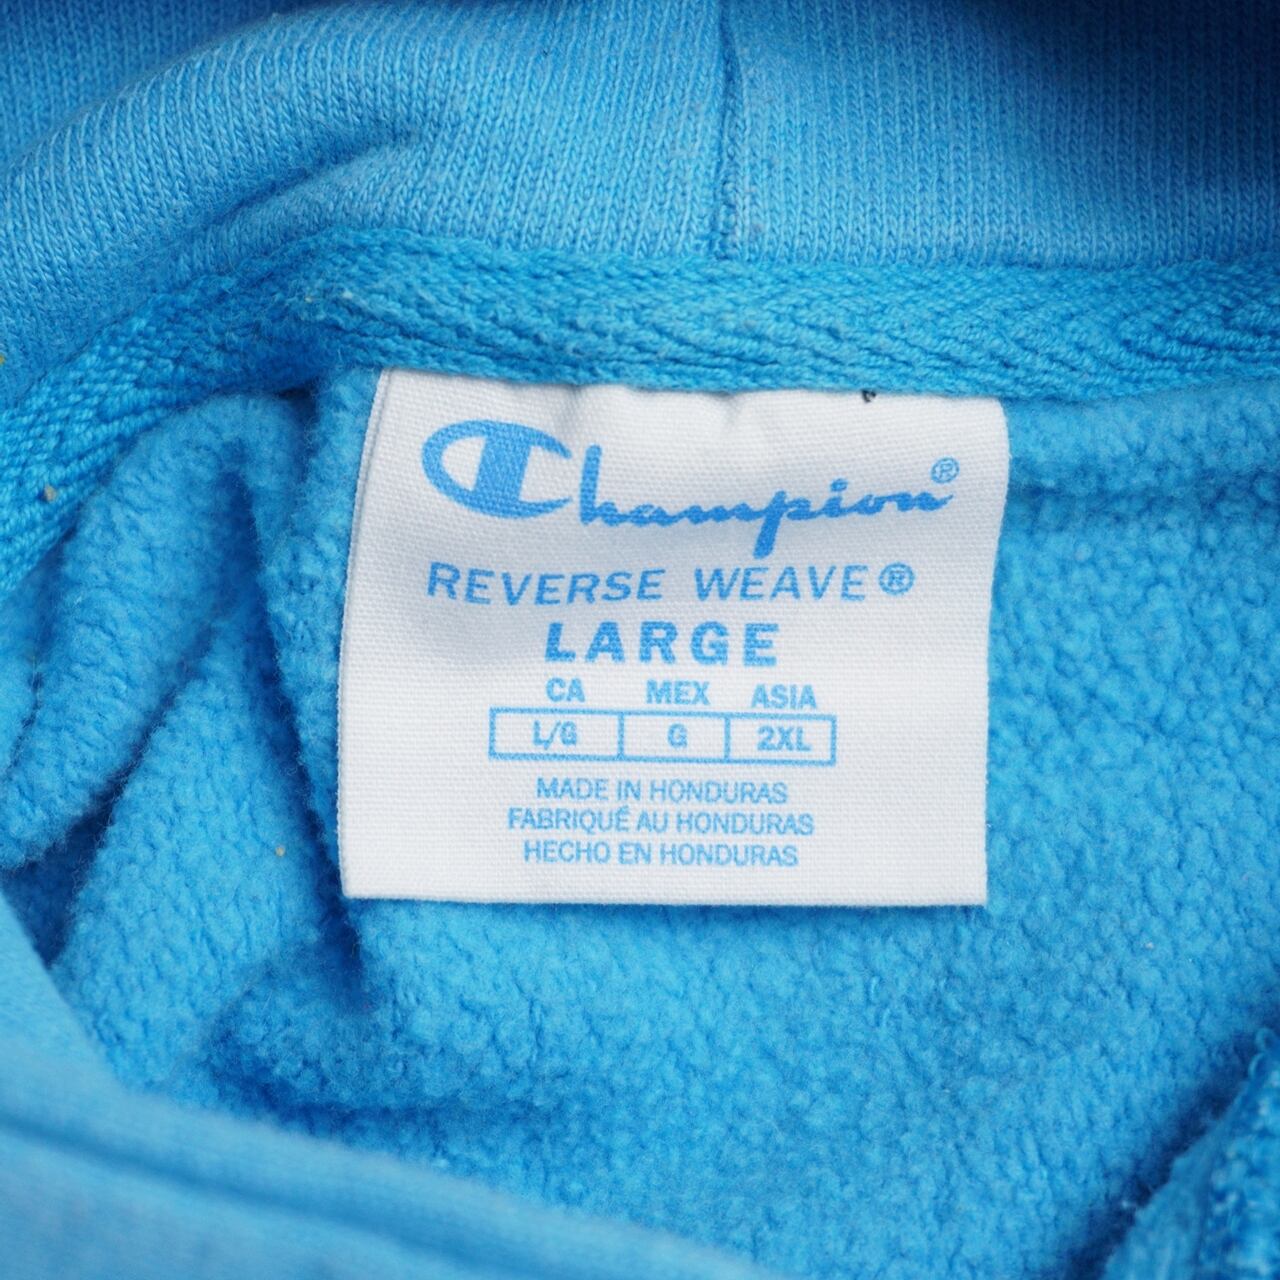 Champion®
REVERSE WEAVE®
LARGE
CA MEX ASIA
L/G G 2XL
MADE IN HONDURAS
FABRIQUÉ AU HONDURAS
HECHO EN HONDURAS